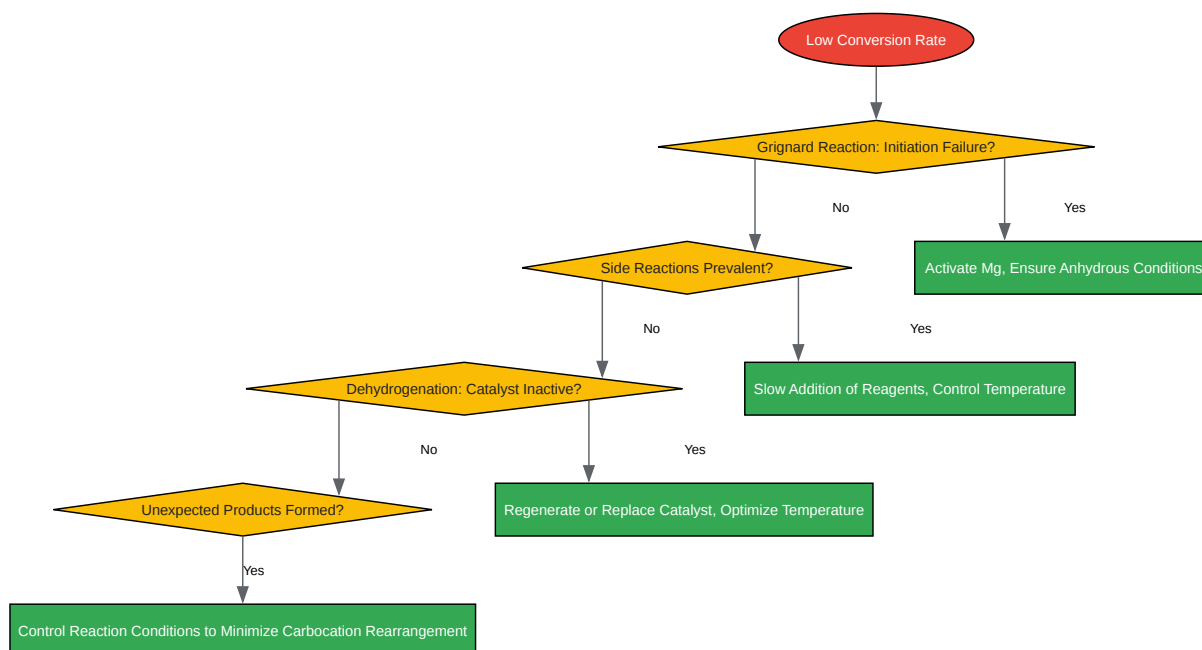 Low Conversion Rate
Grignard Reaction: Initiation Failure?
No
Yes
Side Reactions Prevalent?
Activate Mg, Ensure Anhydrous Conditions
No
Yes
Dehydrogenation: Catalyst Inactive?
Slow Addition of Reagents, Control Temperature
No
Yes
Unexpected Products Formed?
Regenerate or Replace Catalyst, Optimize Temperature
Yes
Control Reaction Conditions to Minimize Carbocation Rearrangement